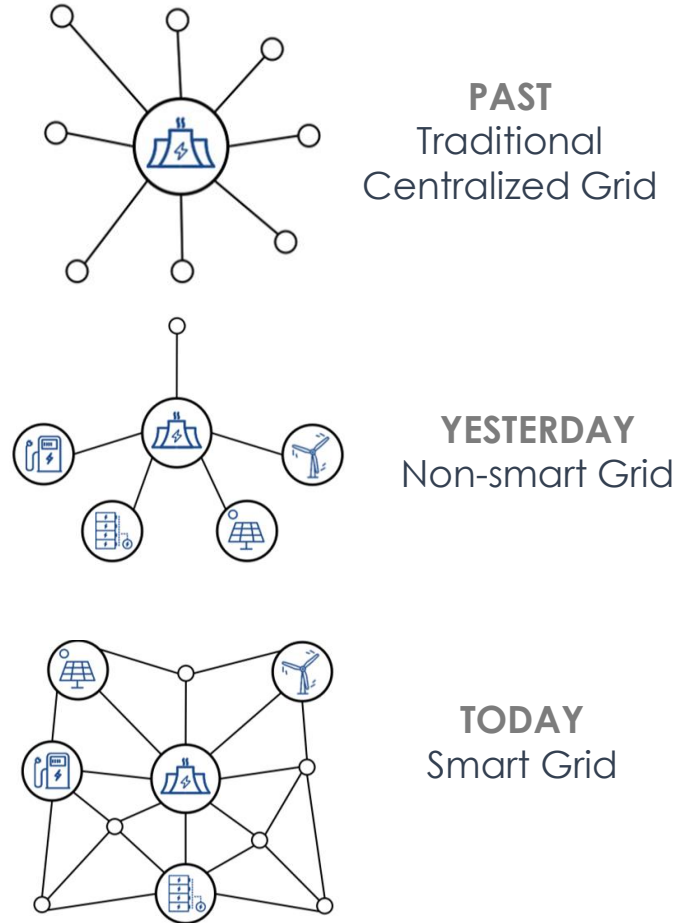 PAST
Traditional
Centralized Grid
YESTERDAY
Non-smart Grid
TODAY
Smart Grid